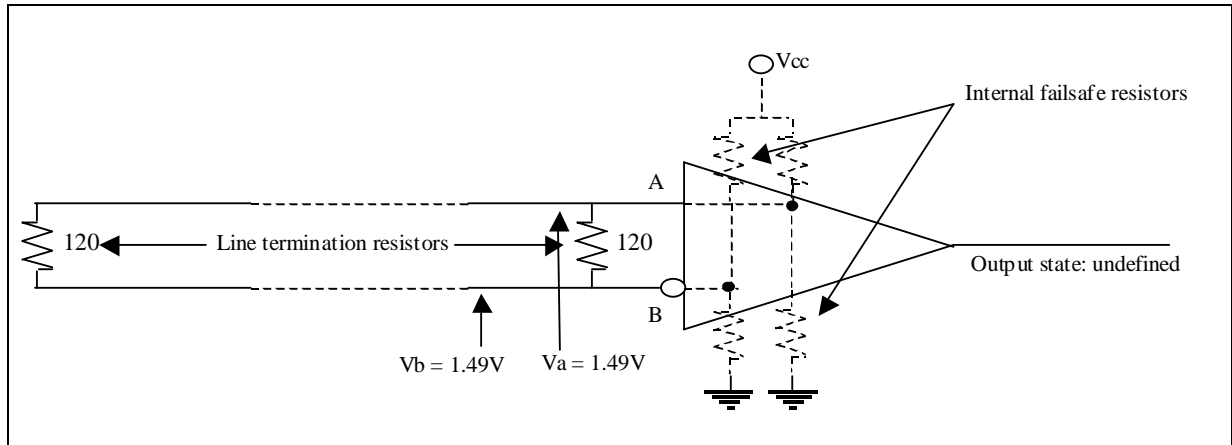 Vcc
Internal failsafe resistors
A
120
Line termination resistors
120
Output state: undefined
B
Vb = 1.49V
Va = 1.49V